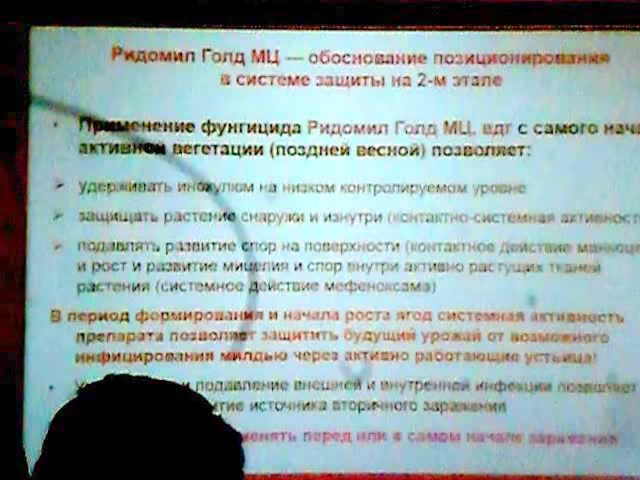 Ридомил Голд МЦ — обоснование позиционирования
в системе защиты на 2-м этапе
• Применение фунгицида Ридомил Голд МЦ, вдг с самого нача
активной вегетации (поздней весной) позволяет:
➢ удерживать инокулюм на низком контролируемом уровне
➢ защищать растение снаружи и изнутри (контактно-системная активност
➢ подавлять развитие спор на поверхности (контактное действие манкоц
и рост и развитие мицелия и спор внутри активно растущих тканей
растения (системное действие мефеноксама)
В период формирования и начала роста ягод системная активность
препарата позволяет защитить будущий урожай от возможного
инфицирования милдью через активно работающие устьица!
• и подавление внешней и внутренней инфекции позволяет
источника вторичного заражения
менять перед или в самом начале заражения